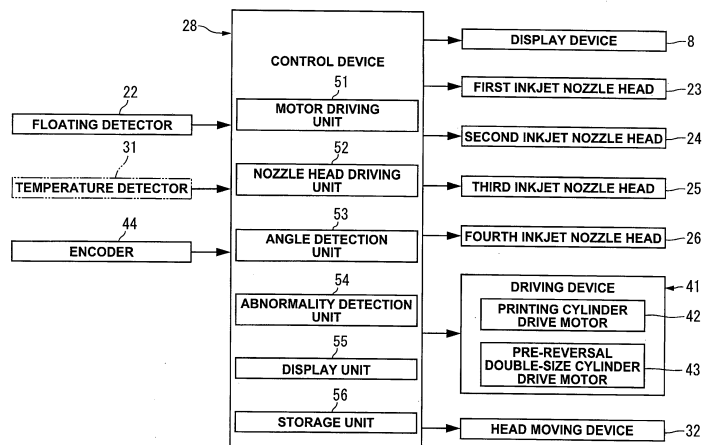 28
CONTROL DEVICE
22
FLOATING DETECTOR
31
TEMPERATURE DETECTOR
44
ENCODER
51
MOTOR DRIVING
UNIT
52
NOZZLE HEAD DRIVING
UNIT
53
ANGLE DETECTION
UNIT
54
ABNORMALITY DETECTION
UNIT
55
DISPLAY UNIT
56
STORAGE UNIT
DISPLAY DEVICE
8
FIRST INKJET NOZZLE HEAD
23
SECOND INKJET NOZZLE HEAD
24
THIRD INKJET NOZZLE HEAD
25
FOURTH INKJET NOZZLE HEAD
26
DRIVING DEVICE
41
PRINTING CYLINDER
DRIVE MOTOR
42
PRE-REVERSAL
DOUBLE-SIZE CYLINDER
DRIVE MOTOR
43
HEAD MOVING DEVICE
32